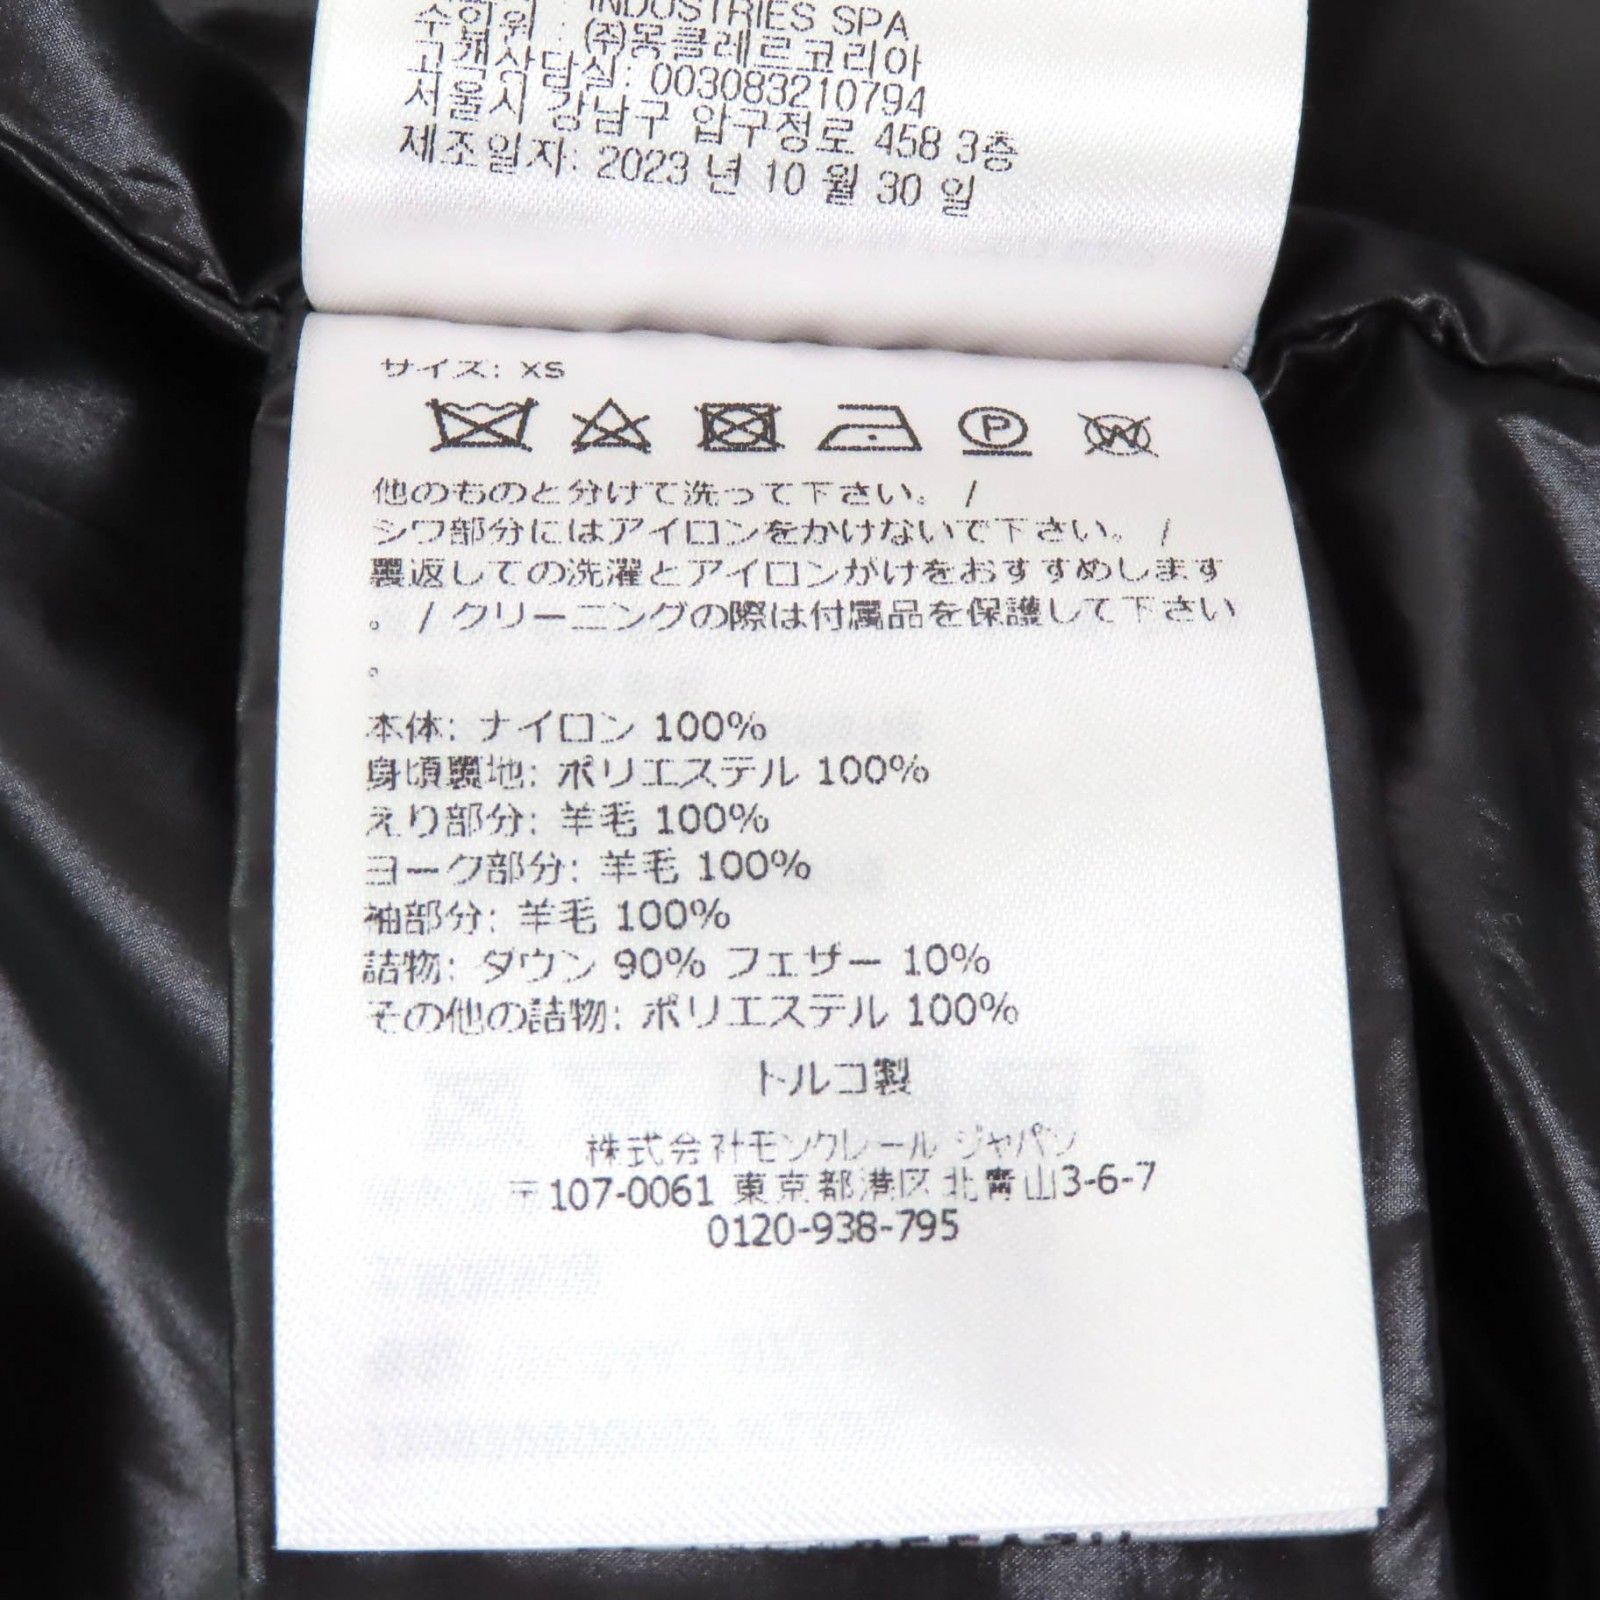 INDUSTRIES SPA
수입원 : ㈜몽클레르코리아
고객상담실: 003083210794
서울시 강남구 압구정로 458 3층
제조일자: 2023 년 10 월 30 일
サイズ: XS
P
W
他のものと分けて洗って下さい。 /
シワ部分にはアイロンをかけないで下さい。 /
裏返しての洗濯とアイロンがけをおすすめします
。 / クリーニングの際は付属品を保護して下さい
。
本体: ナイロン 100%
身頃裏地: ポリエステル 100%
えり部分: 羊毛 100%
ヨーク部分: 羊毛 100%
袖部分: 羊毛 100%
詰物: ダウン 90% フェザー 10%
その他の詰物: ポリエステル 100%
トルコ製
株式会社モンクレール ジャパン
〒107-0061 東京都港区北青山3-6-7
0120-938-795